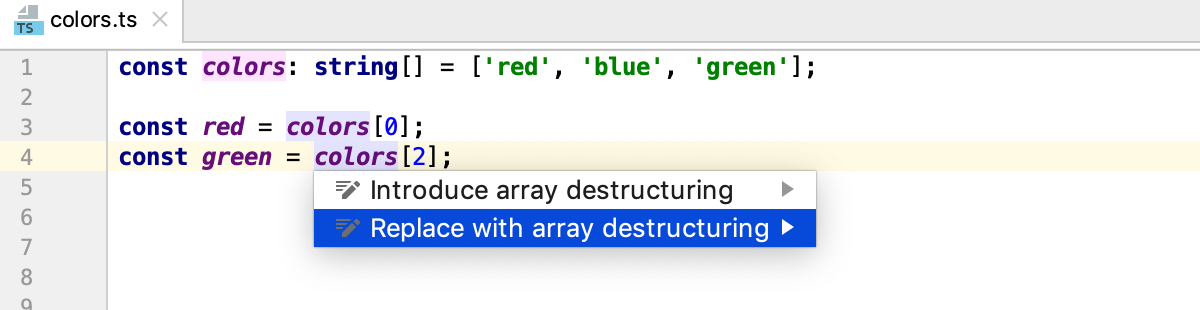 TS colors.ts
1 const colors: string[] = ['red', 'blue', 'green'];
2
3 const red = colors[0];
4 const green = colors[2];
5 Introduce array destructuring
6
Replace with array destructuring
7
8
9